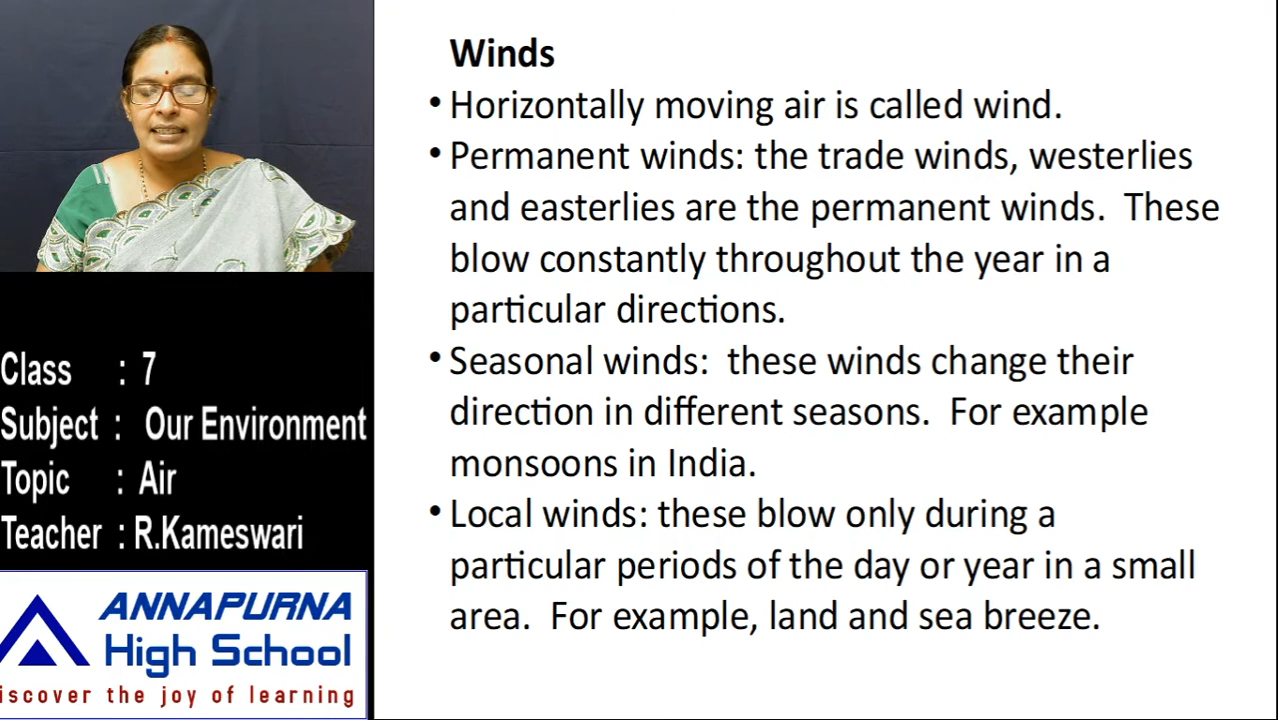 Winds
• Horizontally moving air is called wind.
• Permanent winds: the trade winds, westerlies
and easterlies are the permanent winds.  These
blow constantly throughout the year in a
particular directions.
• Seasonal winds:  these winds change their
direction in different seasons.  For example
monsoons in India.
• Local winds: these blow only during a
particular periods of the day or year in a small
area.  For example, land and sea breeze.
Class : 7
Subject : Our Environment
Topic : Air
Teacher : R.Kameswari
ANNAPURNA
High School
iscover the joy of learning